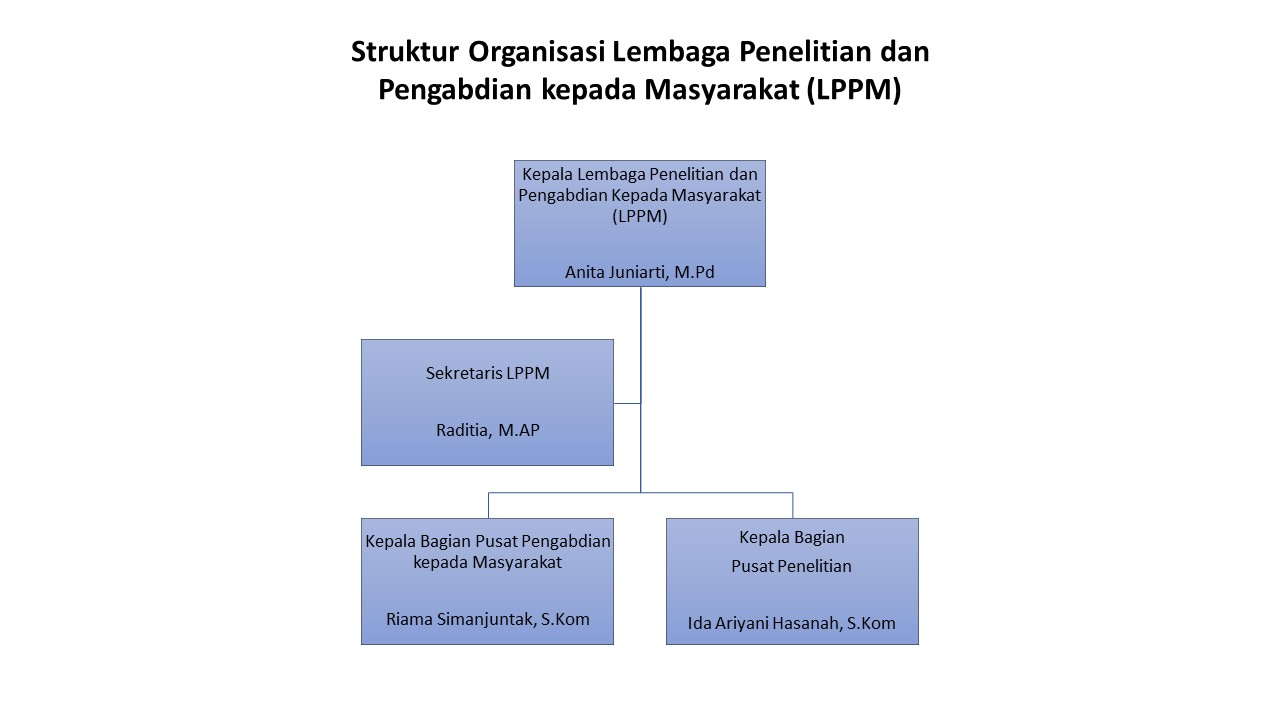 Struktur Organisasi Lembaga Penelitian dan
Pengabdian kepada Masyarakat (LPPM)
Kepala Lembaga Penelitian dan
Pengabdian Kepada Masyarakat
(LPPM)
Anita Juniarti, M.Pd
Sekretaris LPPM
Raditia, M.AP
Kepala Bagian Pusat Pengabdian
kepada Masyarakat
Riama Simanjuntak, S.Kom
Kepala Bagian
Pusat Penelitian
Ida Ariyani Hasanah, S.Kom